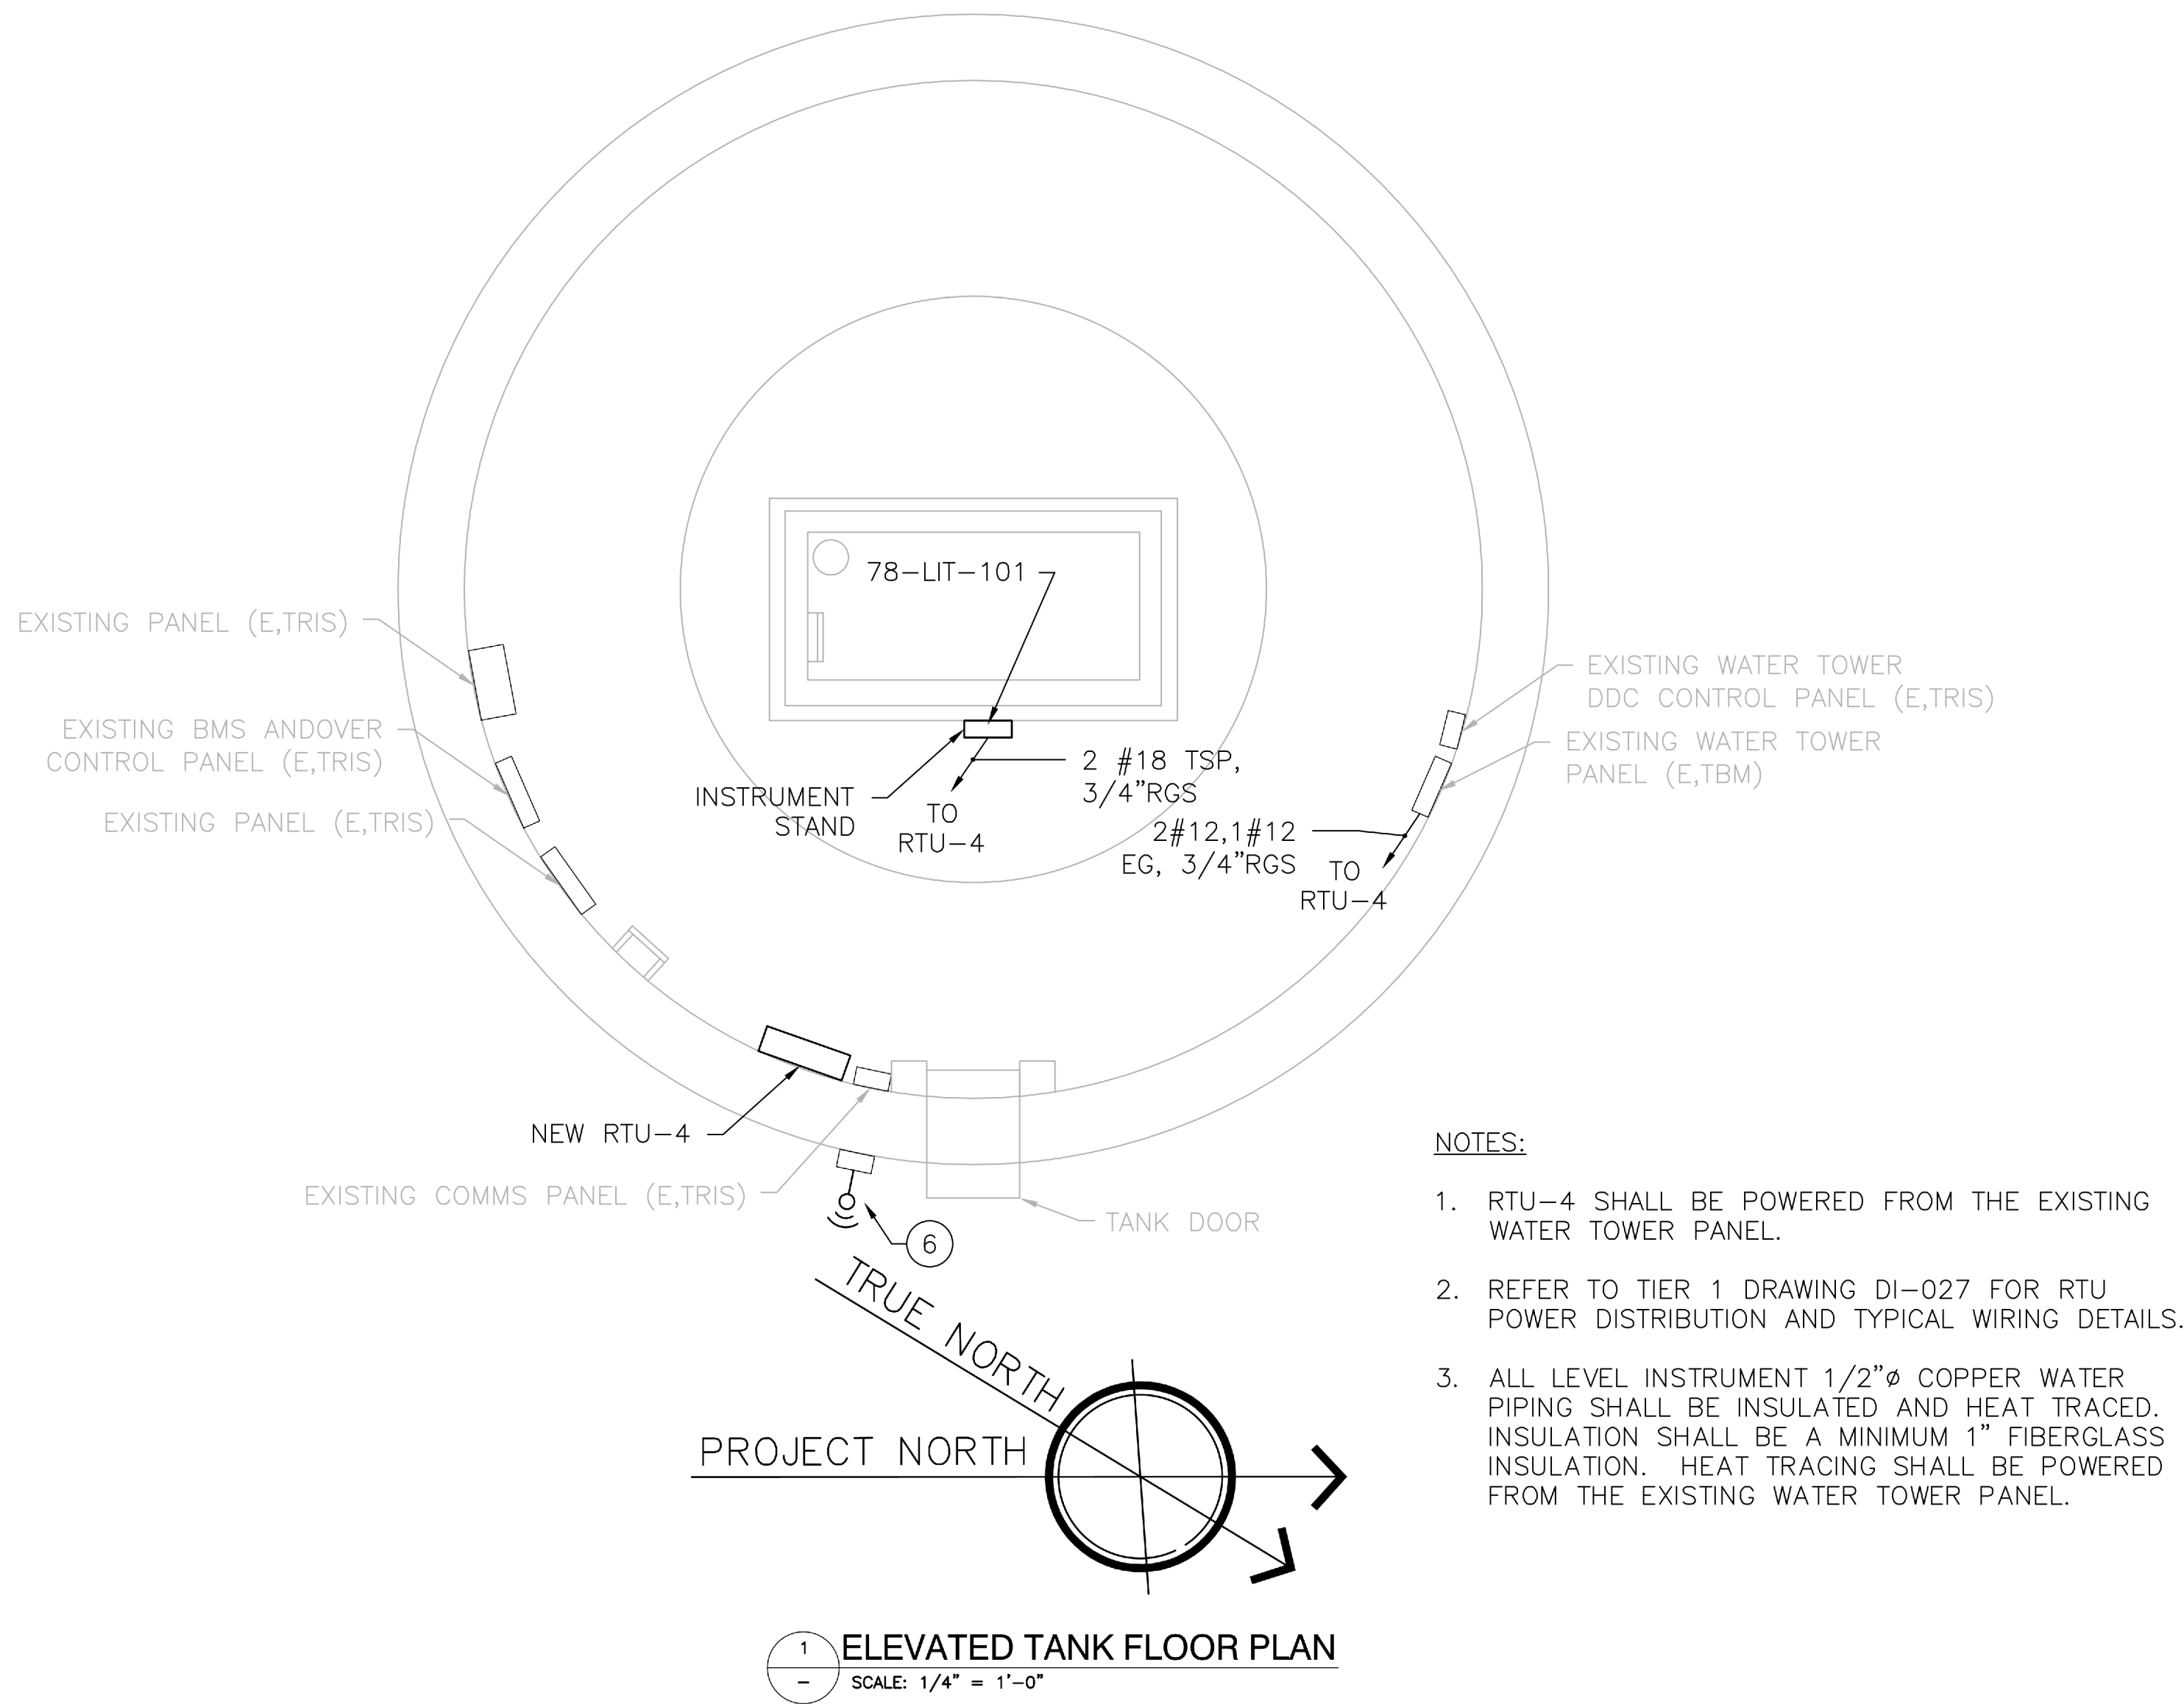 78-LIT-101
EXISTING PANEL (E,TRIS)
EXISTING WATER TOWER
DDC CONTROL PANEL (E,TRIS)
EXISTING BMS ANDOVER
CONTROL PANEL (E,TRIS)
EXISTING WATER TOWER
PANEL (E,TBM)
2 #18 TSP,
3/4"RGS
INSTRUMENT
STAND
TO
RTU-4
EXISTING PANEL (E,TRIS)
2#12,1#12
EG, 3/4"RGS
TO
RTU-4
NEW RTU-4
EXISTING COMMS PANEL (E,TRIS)
TANK DOOR
6
NOTES:
1. RTU-4 SHALL BE POWERED FROM THE EXISTING
WATER TOWER PANEL.
2. REFER TO TIER 1 DRAWING DI-027 FOR RTU
POWER DISTRIBUTION AND TYPICAL WIRING DETAILS.
3. ALL LEVEL INSTRUMENT 1/2"ø COPPER WATER
PIPING SHALL BE INSULATED AND HEAT TRACED.
INSULATION SHALL BE A MINIMUM 1" FIBERGLASS
INSULATION. HEAT TRACING SHALL BE POWERED
FROM THE EXISTING WATER TOWER PANEL.
TRUE NORTH
PROJECT NORTH
1
-
ELEVATED TANK FLOOR PLAN
SCALE: 1/4" = 1'-0"